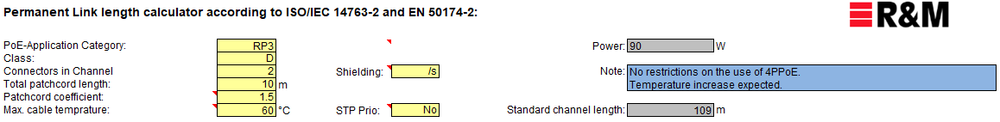 Permanent Link length calculator according to ISO/IEC 14763-2 and EN 50174-2:
R&M
PoE-Application Category: RP3 Power: 90 W
Class: D
Connectors in Channel 2 Shielding: /s Note: No restrictions on the use of 4PPoE.
Total patchcord length: 10 m Temperature increase expected.
Patchcord coefficient: 1.5
Max. cable temprature: 60 °C STP Prio: No Standard channel length: 109 m